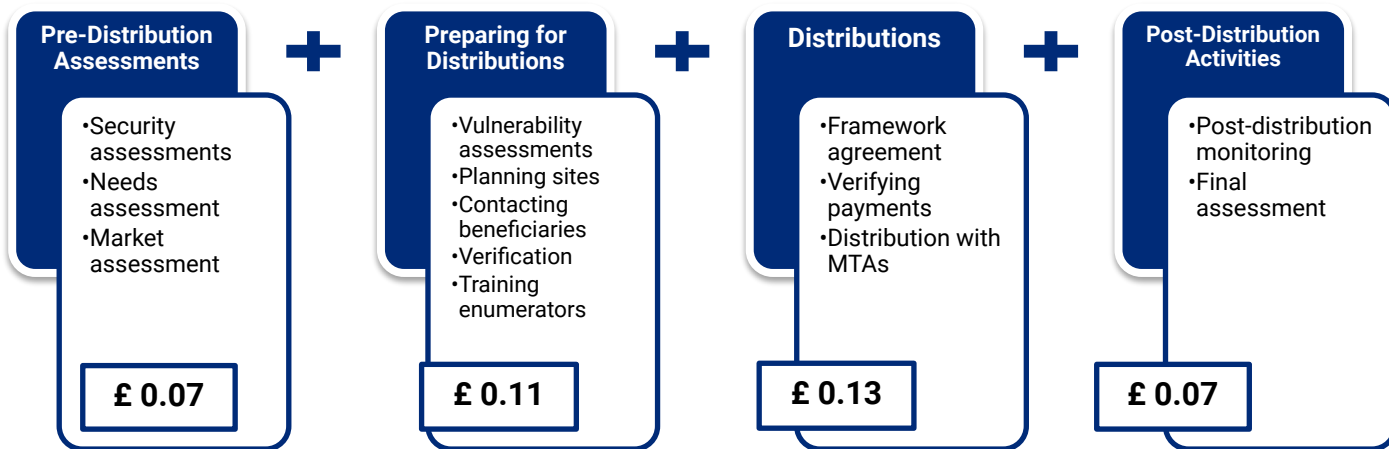 Pre-Distribution
Assessments
•Security
assessments
•Needs
assessment
•Market
assessment
£ 0.07
Preparing for
Distributions
•Vulnerability
assessments
•Planning sites
•Contacting
beneficiaries
•Verification
•Training
enumerators
£ 0.11
Distributions
•Framework
agreement
•Verifying
payments
•Distribution with
MTAs
£ 0.13
Post-Distribution
Activities
•Post-distribution
monitoring
•Final
assessment
£ 0.07